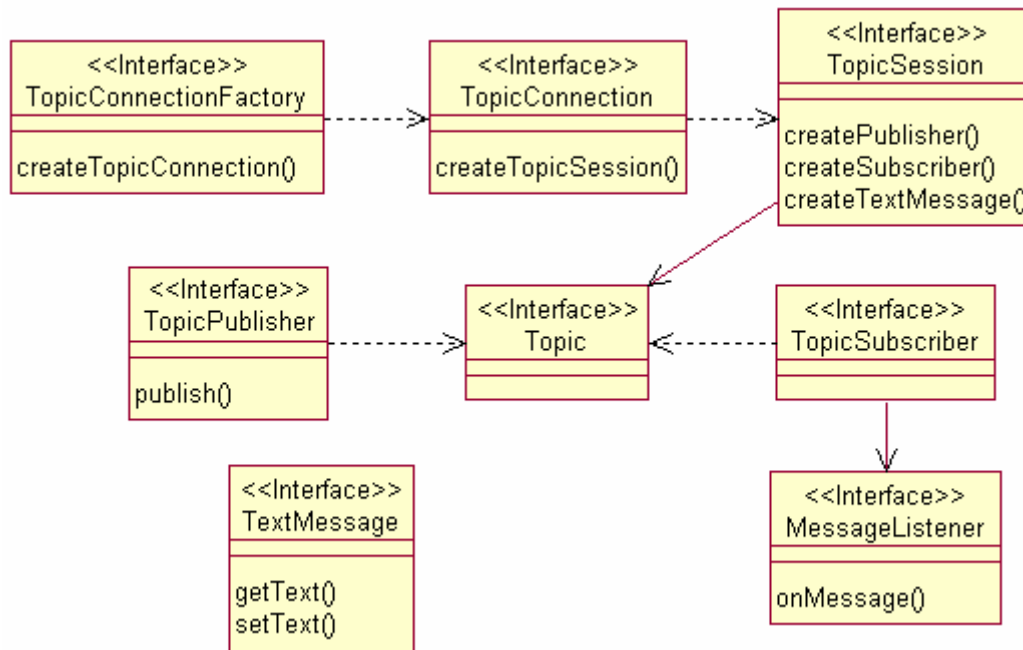 <<Interface>>
TopicConnectionFactory
createTopicConnection()
<<Interface>>
TopicConnection
createTopicSession()
<<Interface>>
TopicSession
createPublisher()
createSubscriber()
createTextMessage()
<<Interface>>
TopicPublisher
publish()
<<Interface>>
Topic
<<Interface>>
TopicSubscriber
<<Interface>>
TextMessage
getText()
setText()
<<Interface>>
MessageListener
onMessage()